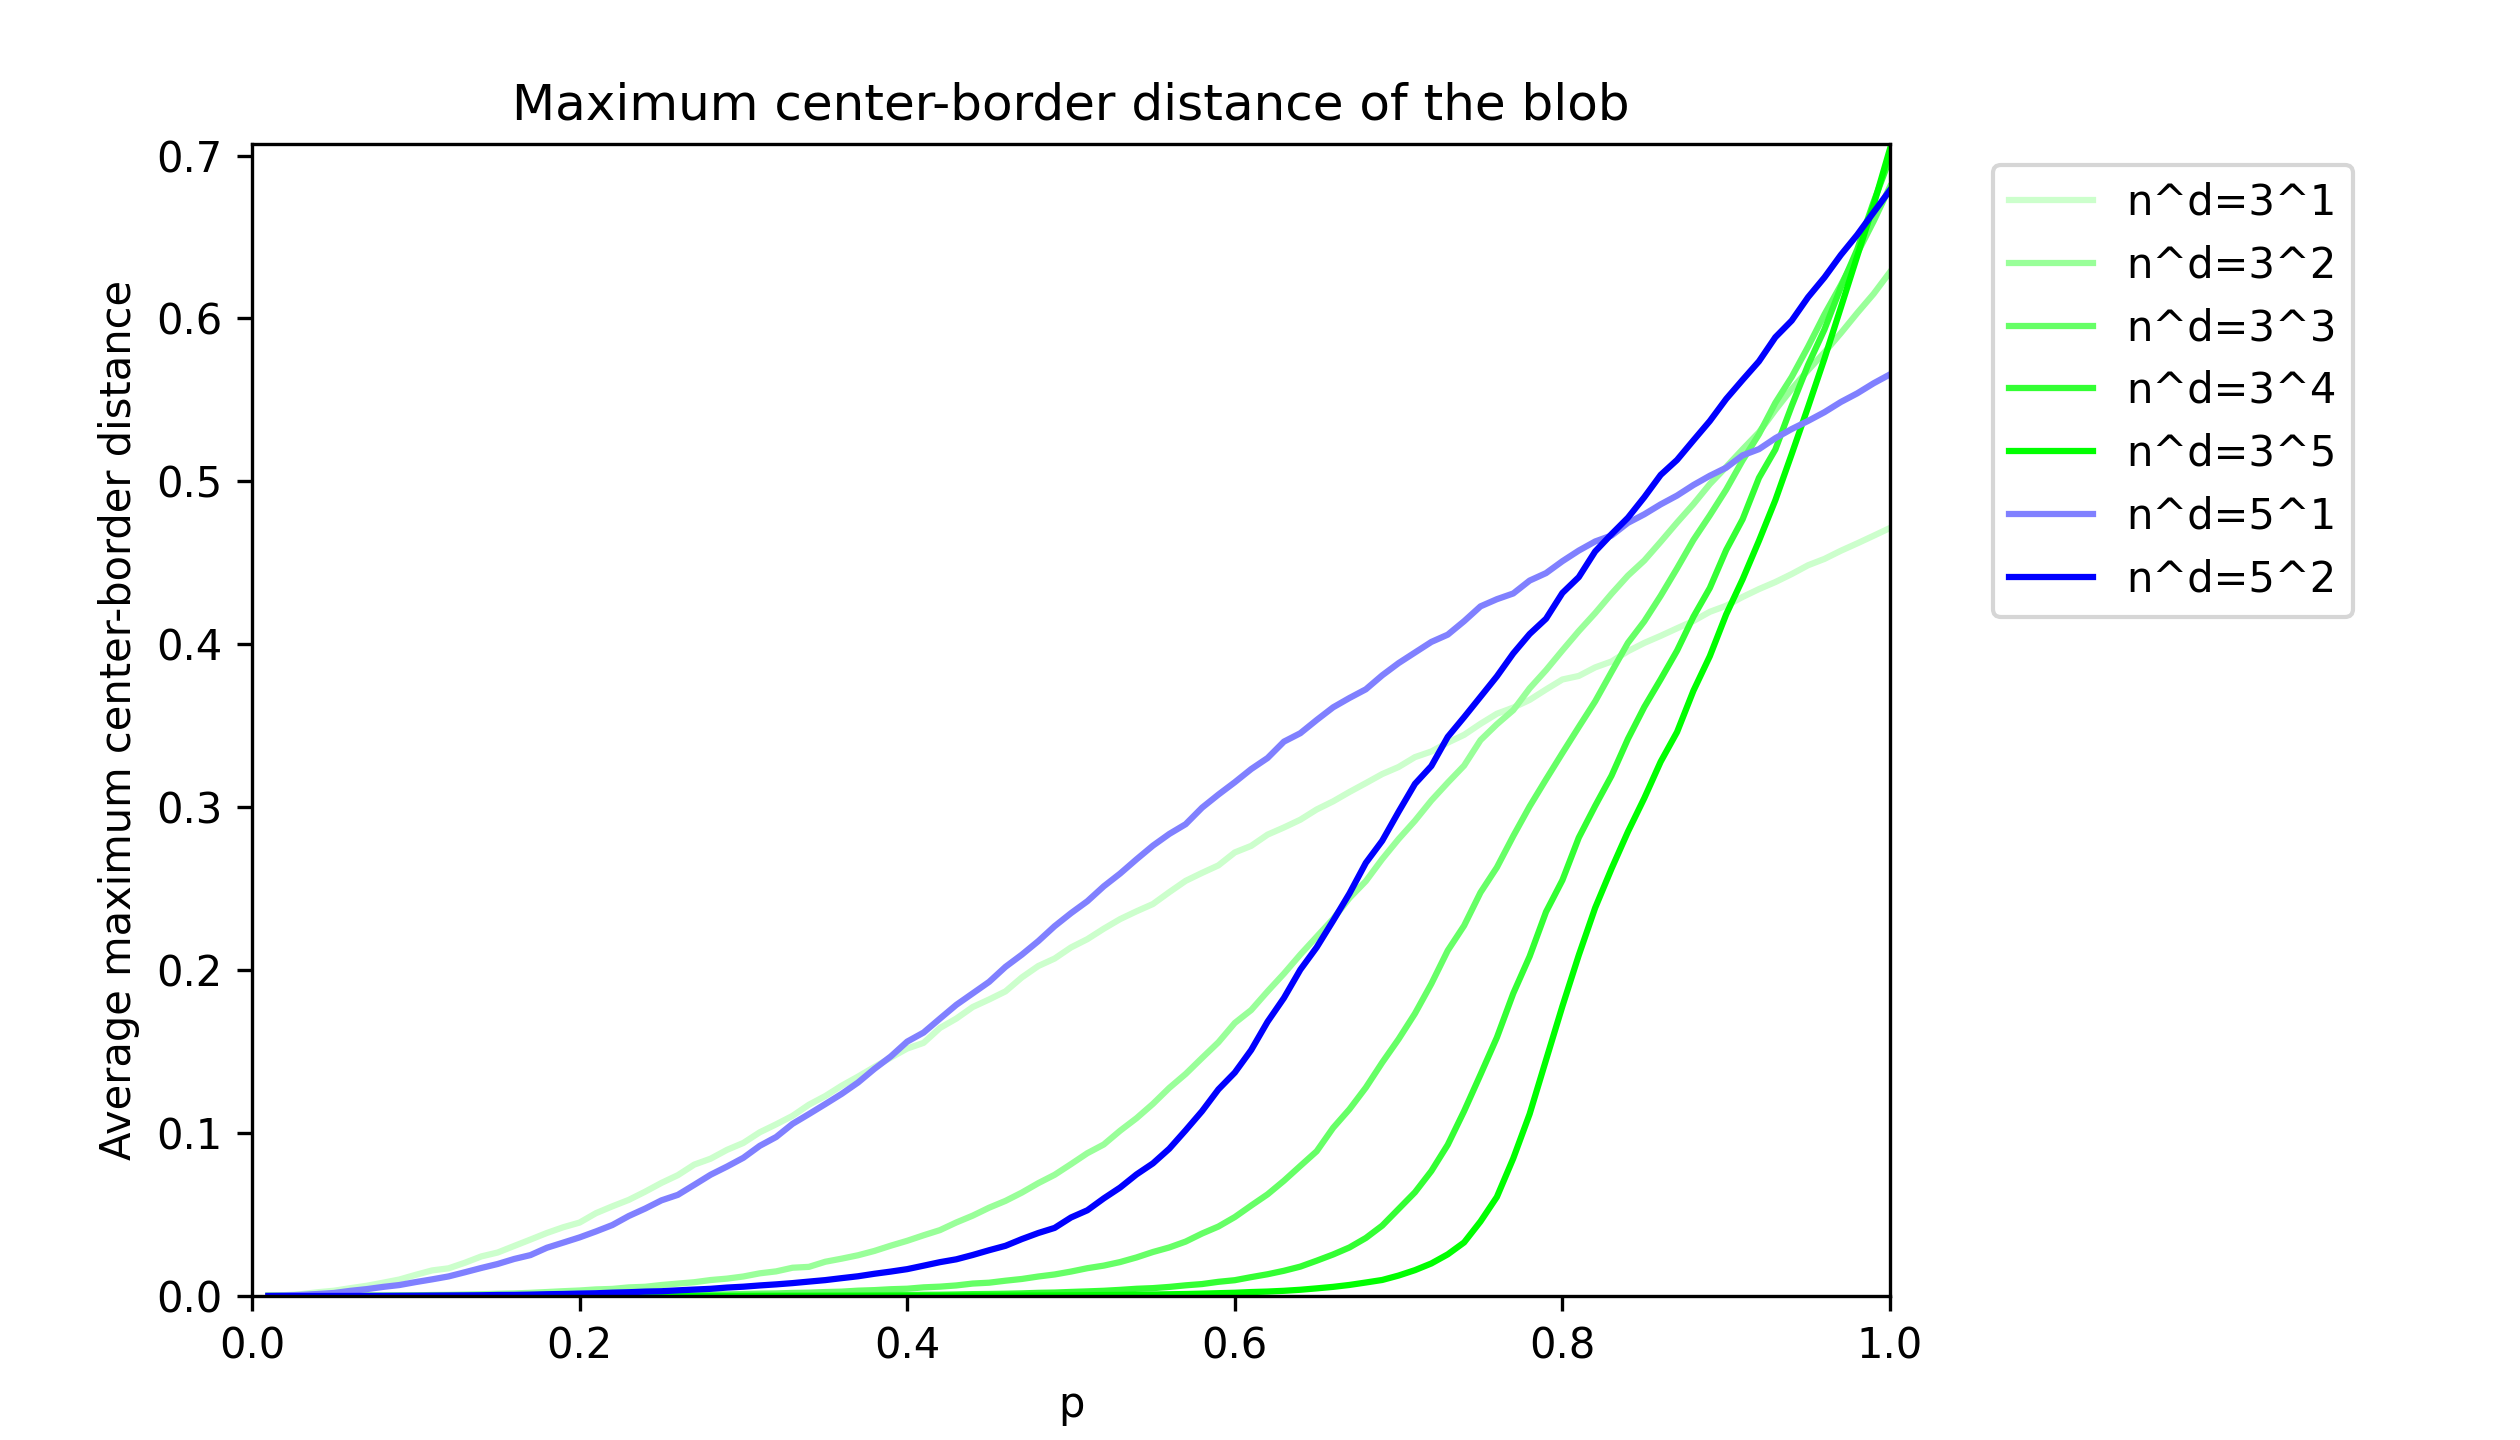 Maximum center-border distance of the blob
Average maximum center-border distance
0.7
0.6
0.5
0.4
0.3
0.2
0.1
0.0
0.0 0.2 0.4 0.6 0.8 1.0
p
n^d=3^1
n^d=3^2
n^d=3^3
n^d=3^4
n^d=3^5
n^d=5^1
n^d=5^2